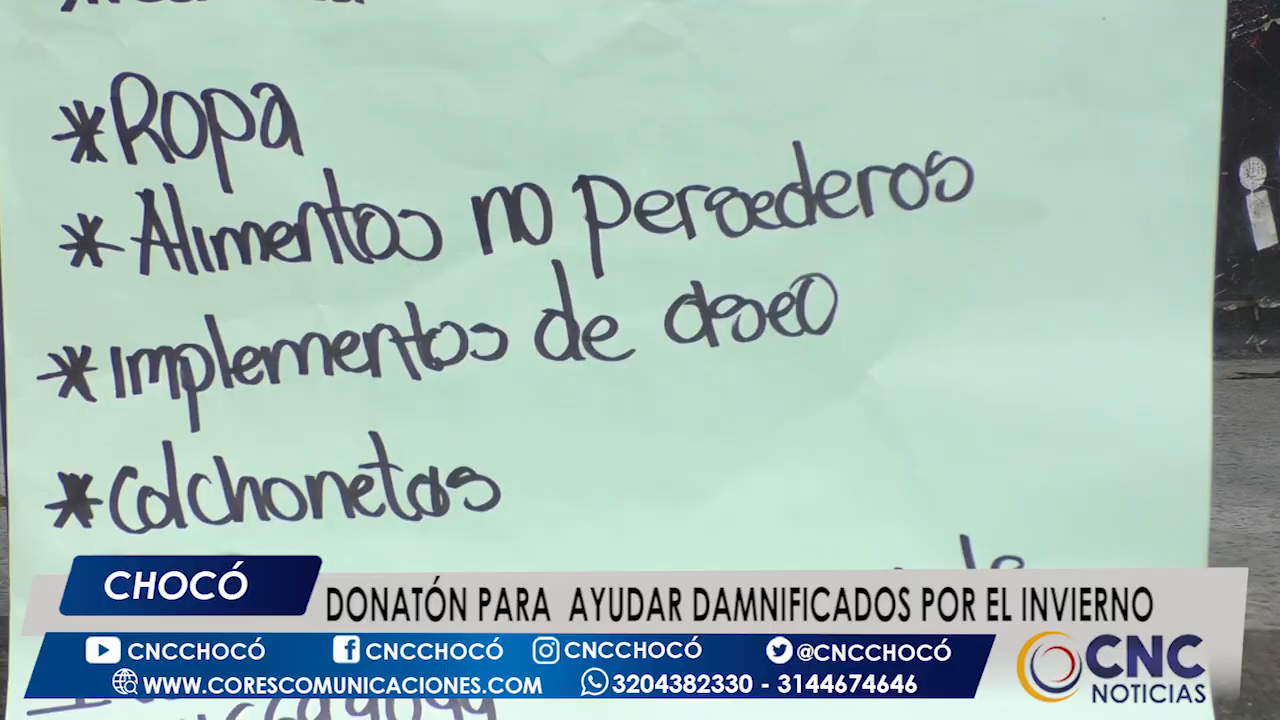 *Ropa
*Alimentos no percederos
*Implementos de aseo
*Colchonetas
CHOCÓ
DONATÓN PARA AYUDAR DAMNIFICADOS POR EL INVIERNO
CNCCHOCÓ CNCCHOCÓ CNCCHOCÓ @CNCCHOCÓ
WWW.CORESCOMUNICACIONES.COM 3204382330 - 3144674646
CNC
NOTICIAS